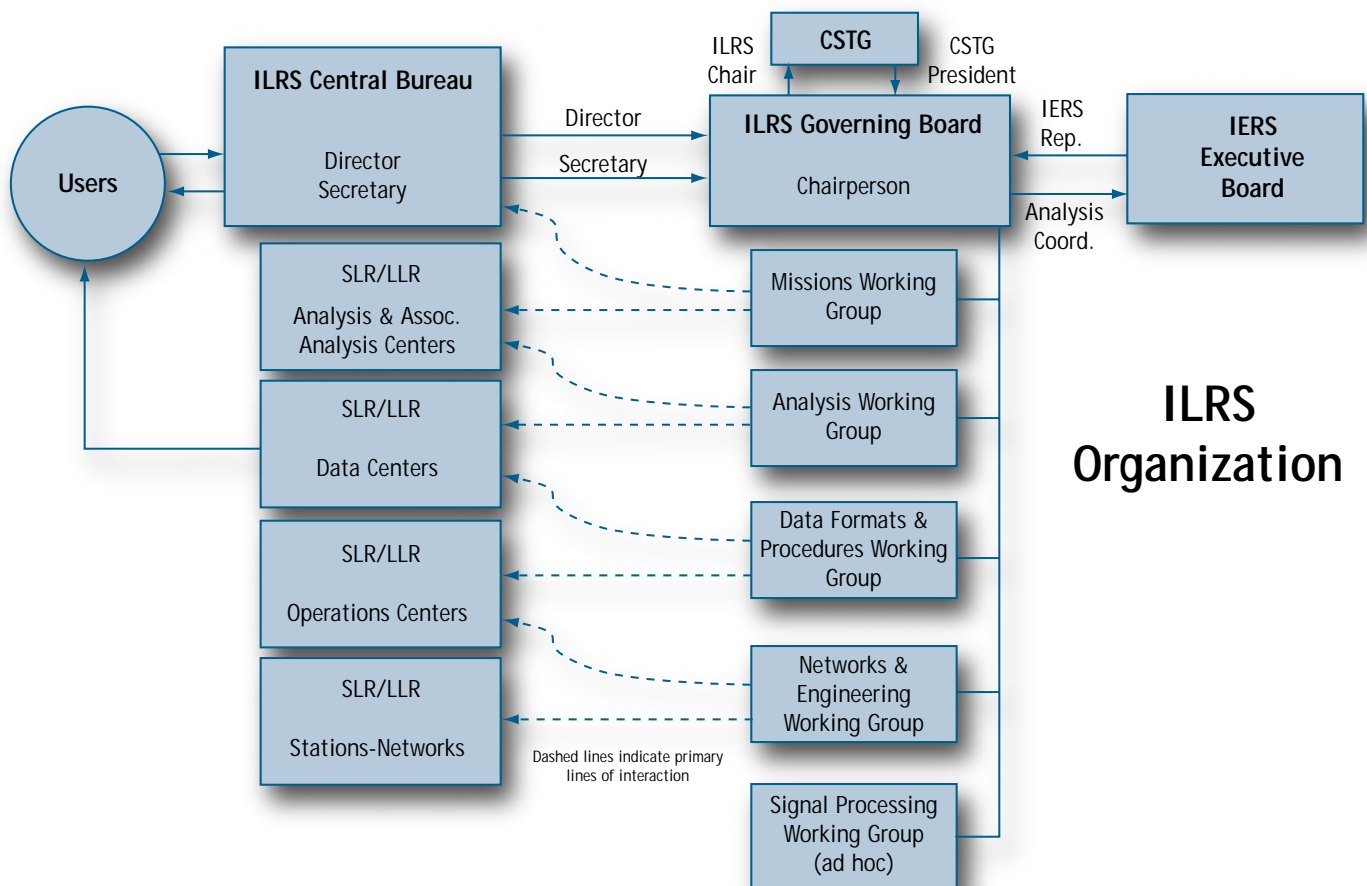 CSTG
ILRS
Chair
CSTG
President
ILRS Central Bureau
Director
Secretary
Users
Director
Secretary
ILRS Governing Board
Chairperson
IERS
Rep.
Analysis
Coord.
IERS
Executive
Board
SLR/LLR
Analysis & Assoc.
Analysis Centers
SLR/LLR
Data Centers
SLR/LLR
Operations Centers
SLR/LLR
Stations-Networks
Missions Working
Group
Analysis Working
Group
Data Formats &
Procedures Working
Group
Networks &
Engineering
Working Group
Signal Processing
Working Group
(ad hoc)
Dashed lines indicate primary
lines of interaction
ILRS
Organization